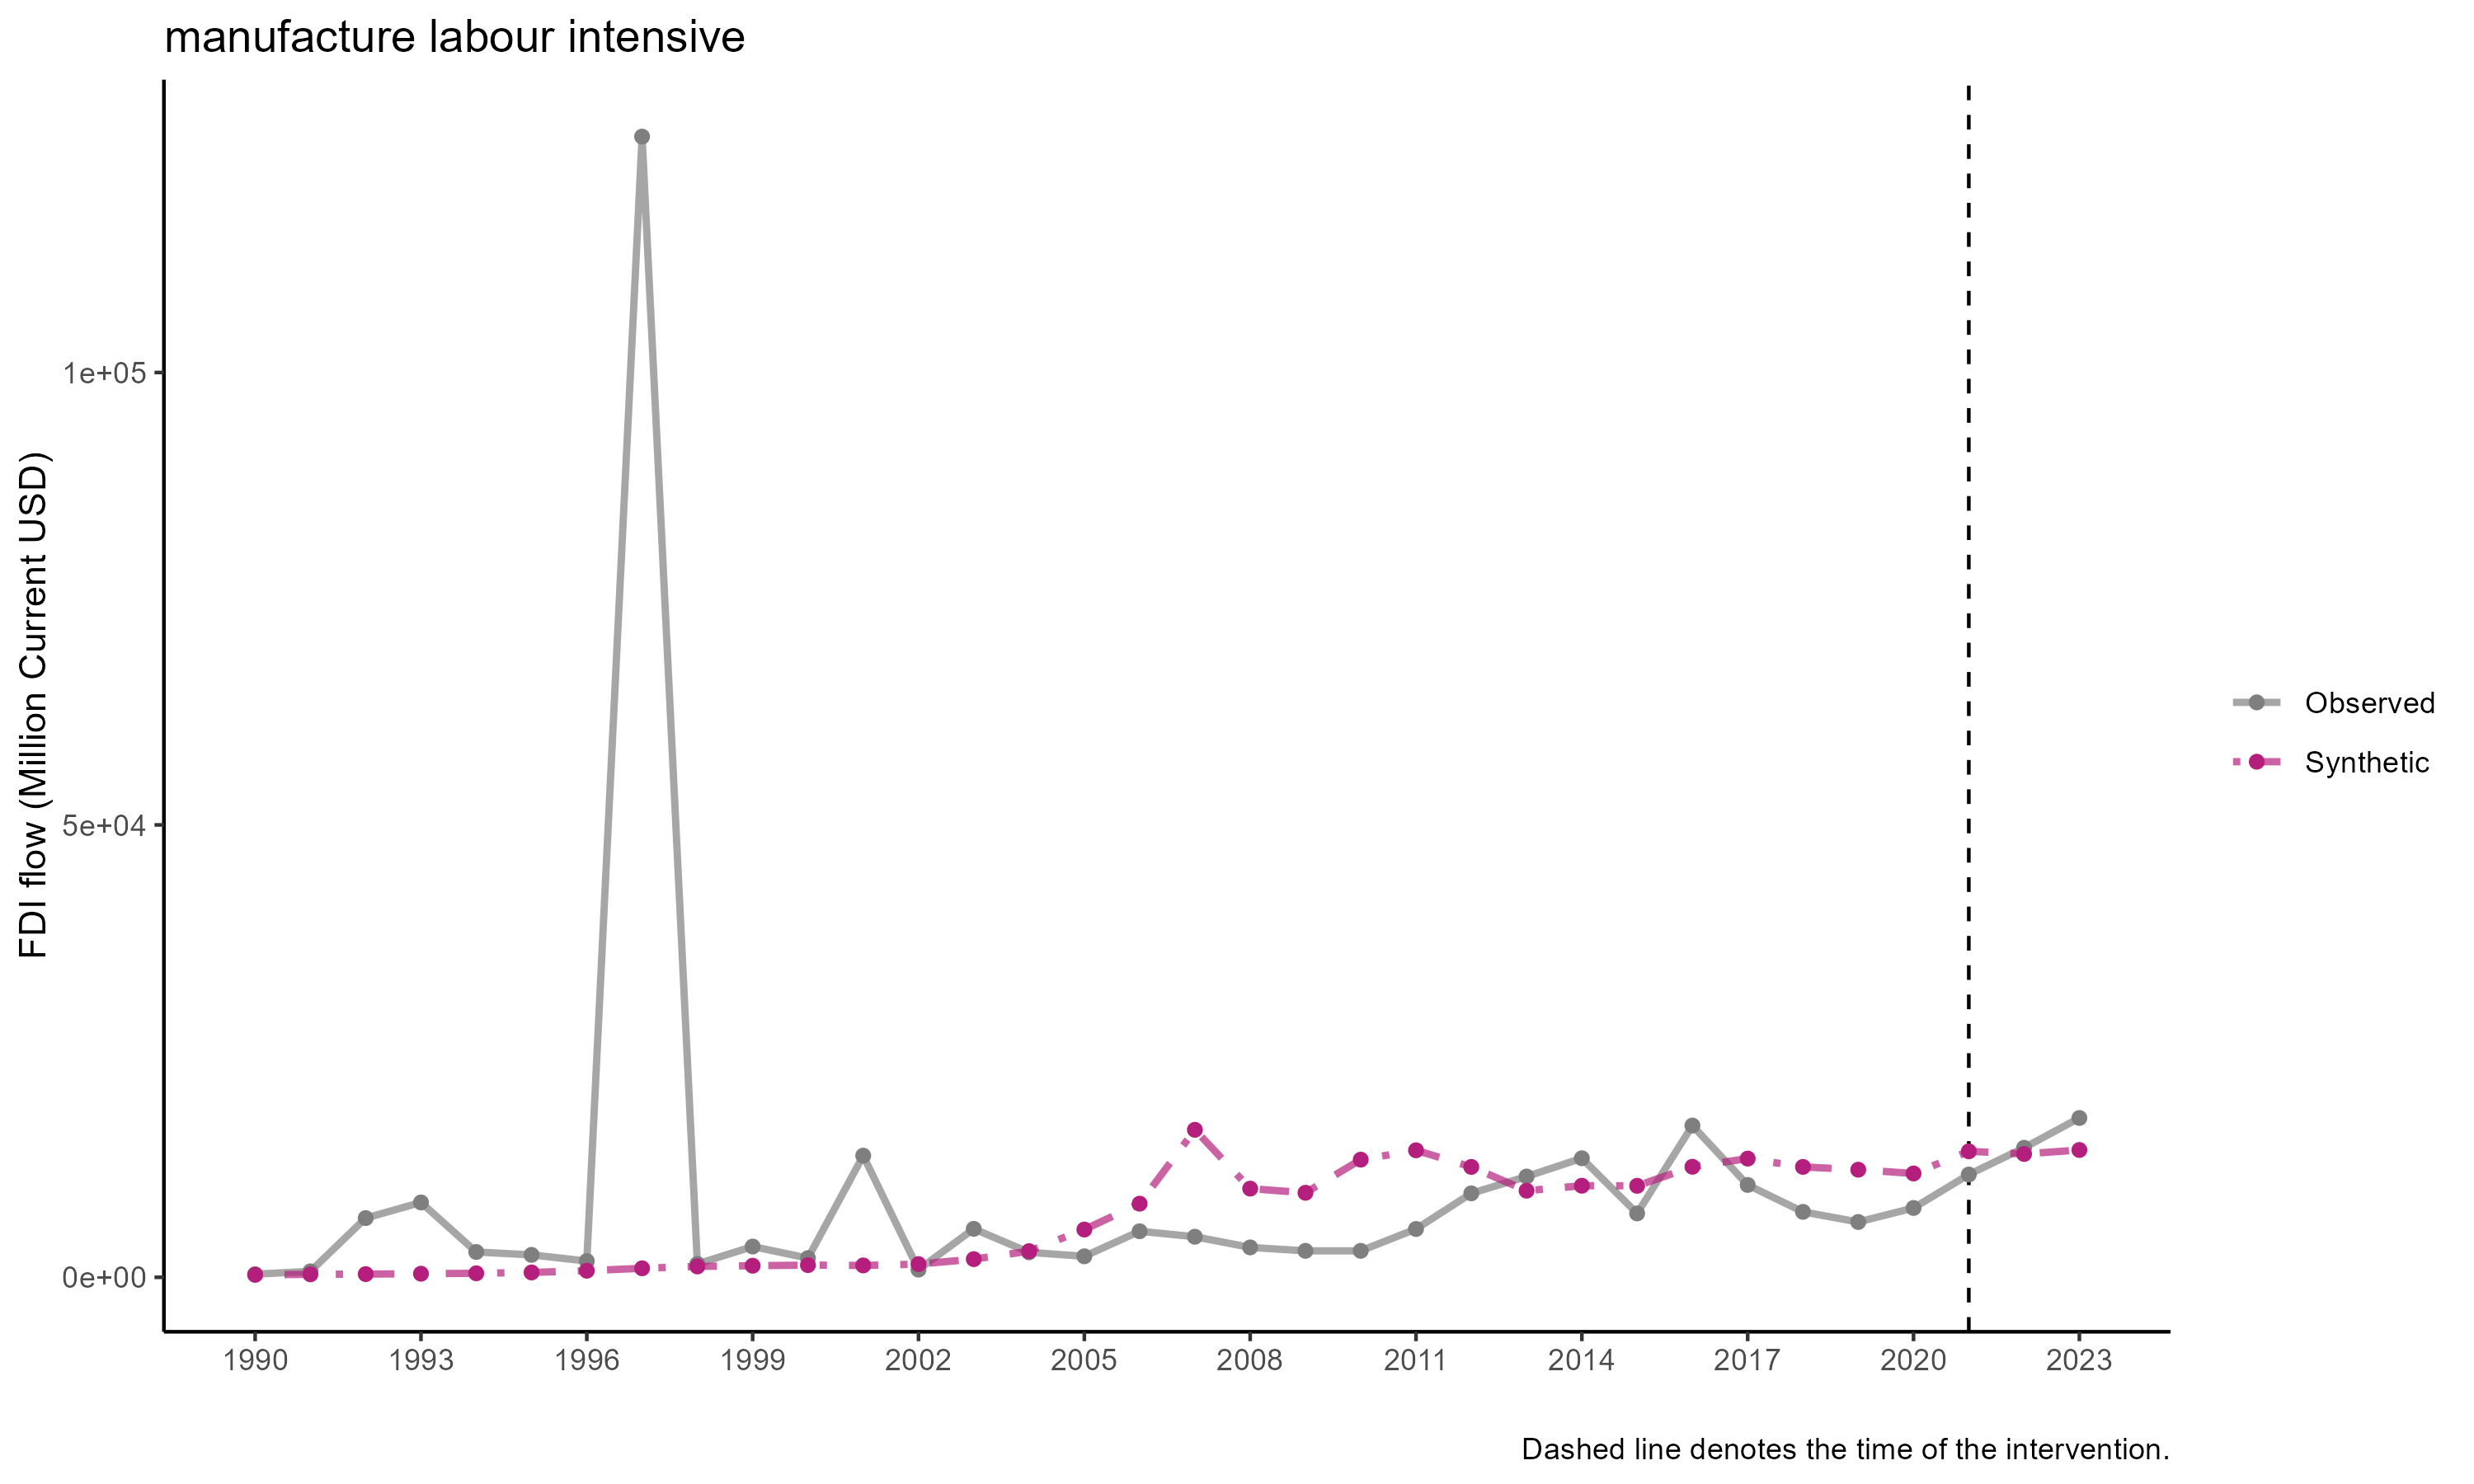 manufacture labour intensive
FDI flow (Million Current USD)
1e+05
5e+04
0e+00
1990 1993 1996 1999 2002 2005 2008 2011 2014 2017 2020 2023
Observed
Synthetic
Dashed line denotes the time of the intervention.